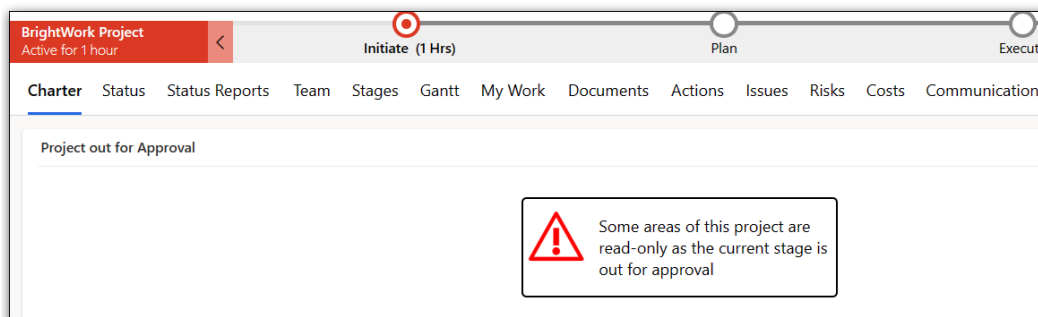 BrightWork Project
Active for 1 hour
Initiate (1 Hrs)
Plan
Execut
Charter Status Status Reports Team Stages Gantt My Work Documents Actions Issues Risks Costs Communication
Project out for Approval
Some areas of this project are
read-only as the current stage is
out for approval